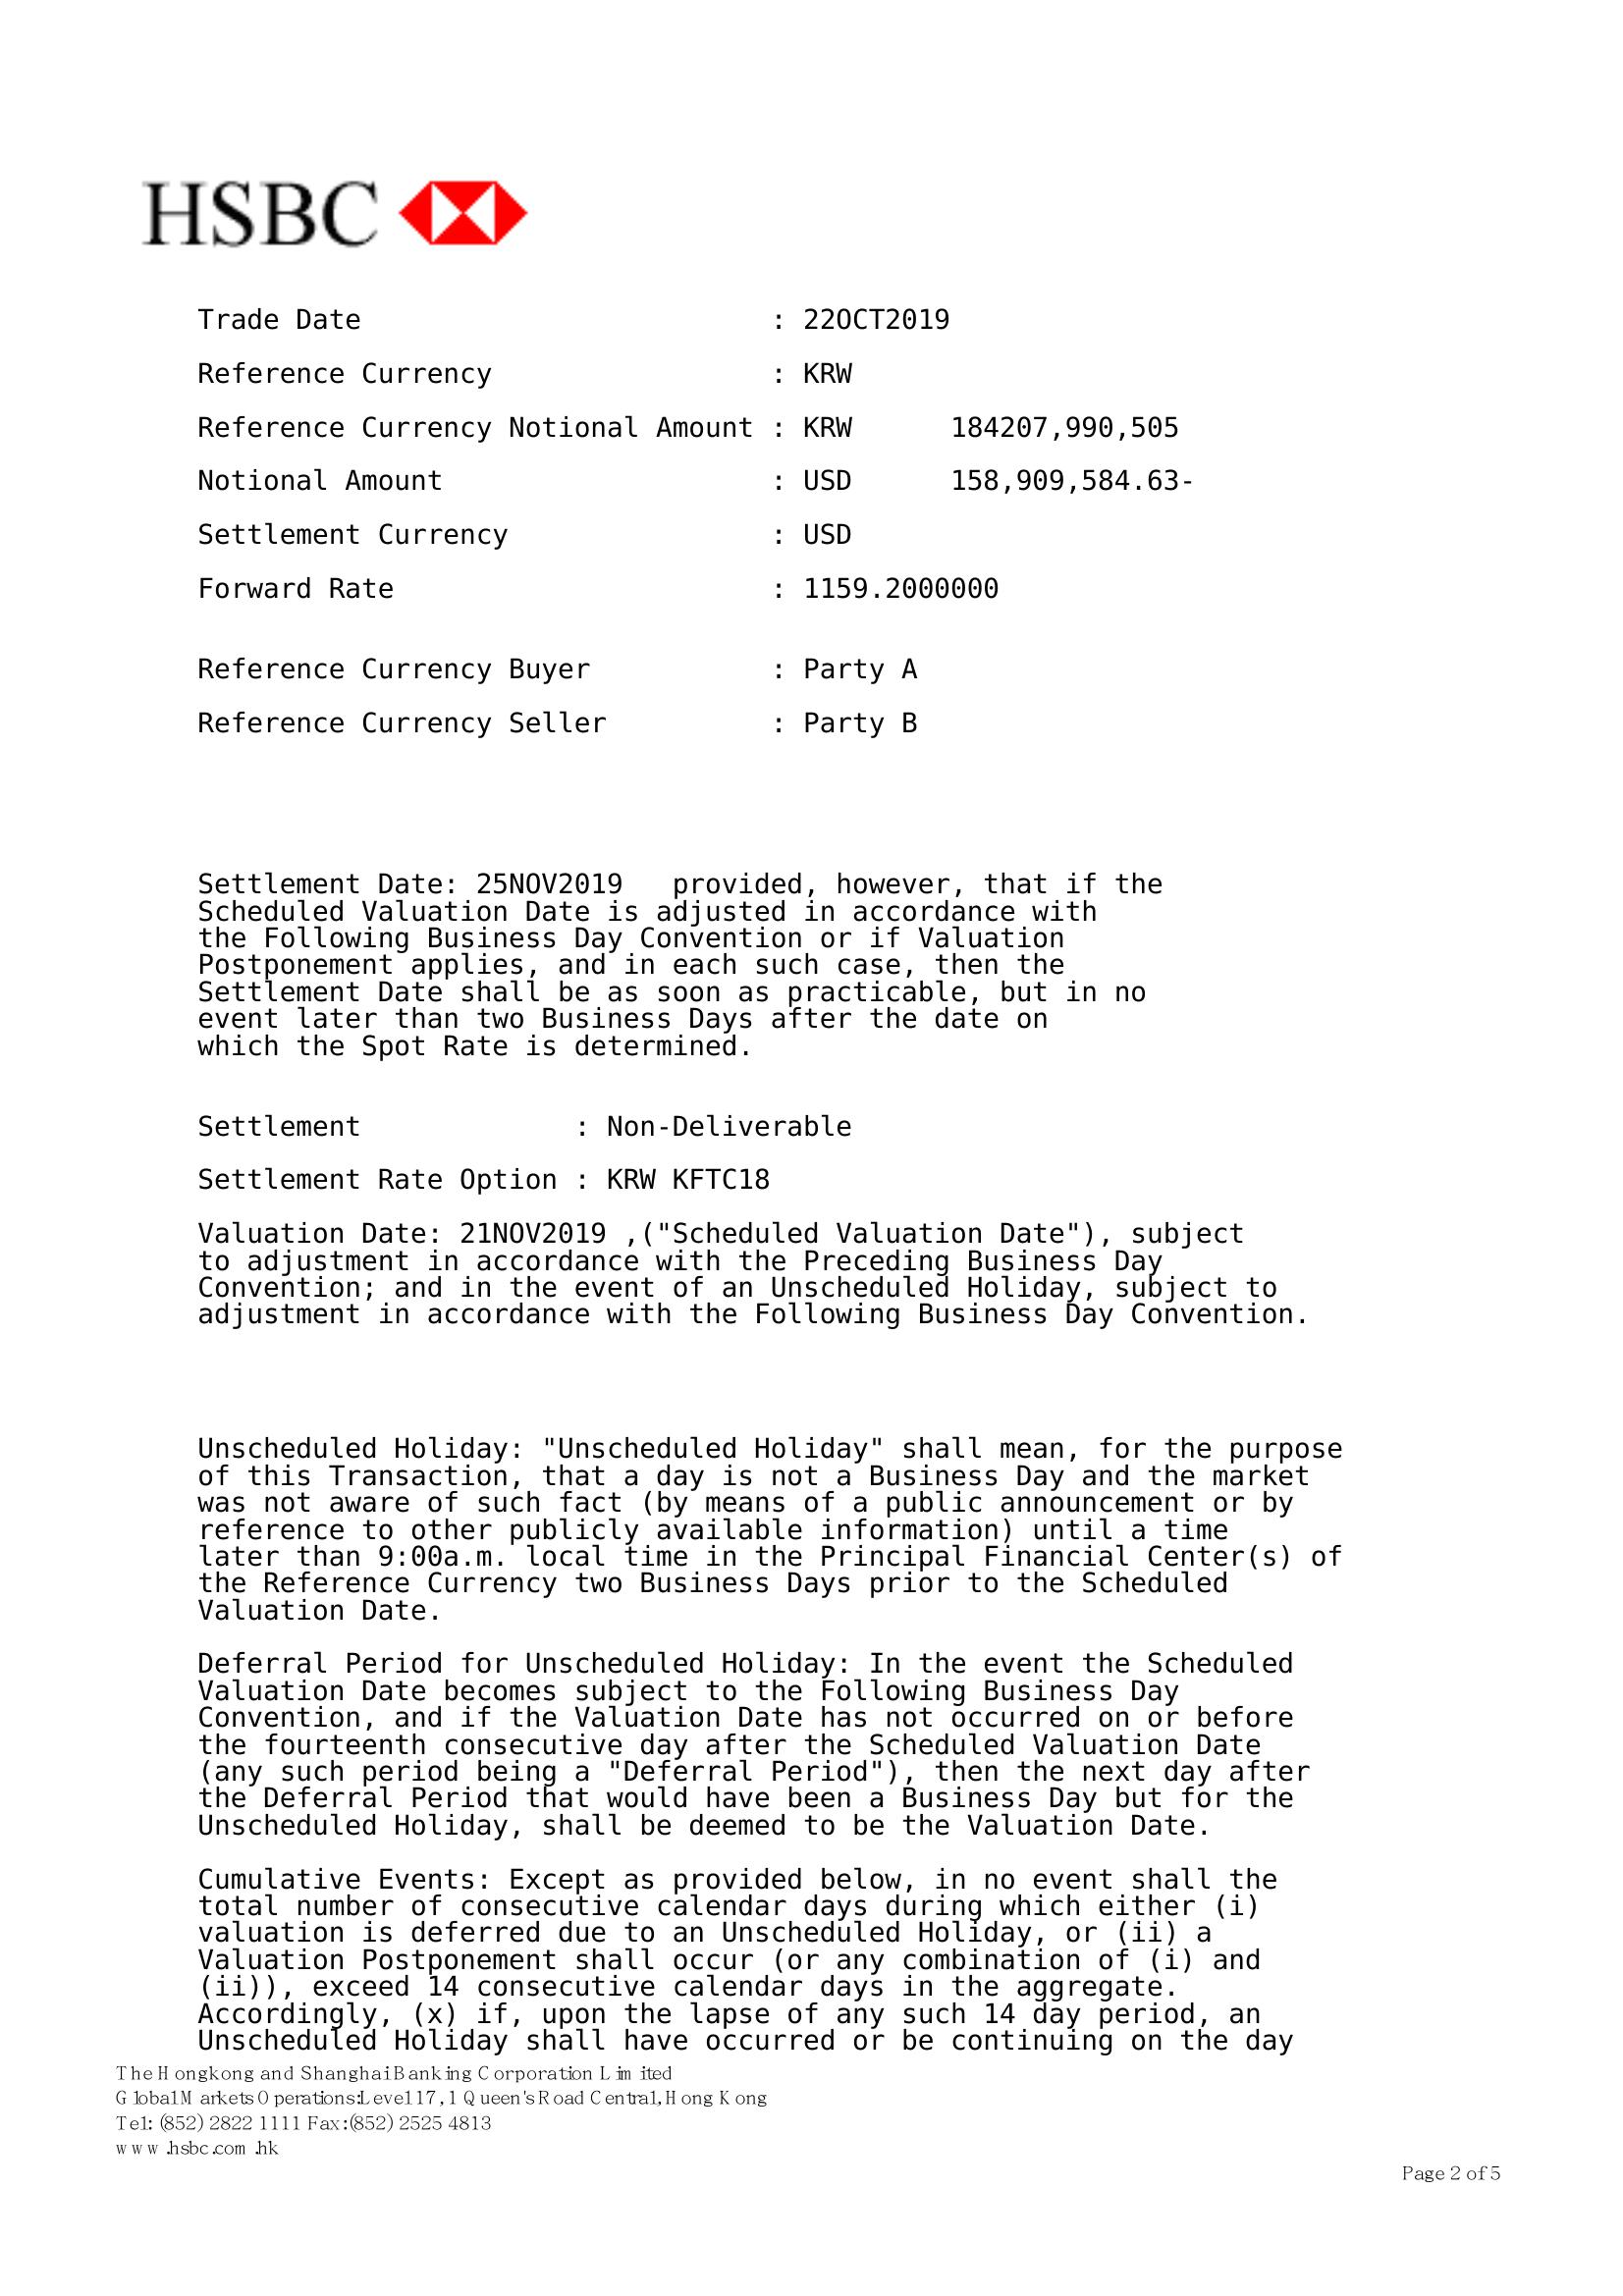 HSBC
Trade Date : 22OCT2019
Reference Currency : KRW
Reference Currency Notional Amount : KRW 184207,990,505
Notional Amount : USD 158,909,584.63-
Settlement Currency : USD
Forward Rate : 1159.2000000
Reference Currency Buyer : Party A
Reference Currency Seller : Party B
Settlement Date: 25NOV2019 provided, however, that if the
Scheduled Valuation Date is adjusted in accordance with
the Following Business Day Convention or if Valuation
Postponement applies, and in each such case, then the
Settlement Date shall be as soon as practicable, but in no
event later than two Business Days after the date on
which the Spot Rate is determined.
Settlement : Non-Deliverable
Settlement Rate Option : KRW KFTC18
Valuation Date: 21NOV2019 ,("Scheduled Valuation Date"), subject
to adjustment in accordance with the Preceding Business Day
Convention; and in the event of an Unscheduled Holiday, subject to
adjustment in accordance with the Following Business Day Convention.
Unscheduled Holiday: "Unscheduled Holiday" shall mean, for the purpose
of this Transaction, that a day is not a Business Day and the market
was not aware of such fact (by means of a public announcement or by
reference to other publicly available information) until a time
later than 9:00a.m. local time in the Principal Financial Center(s) of
the Reference Currency two Business Days prior to the Scheduled
Valuation Date.
Deferral Period for Unscheduled Holiday: In the event the Scheduled
Valuation Date becomes subject to the Following Business Day
Convention, and if the Valuation Date has not occurred on or before
the fourteenth consecutive day after the Scheduled Valuation Date
(any such period being a "Deferral Period"), then the next day after
the Deferral Period that would have been a Business Day but for the
Unscheduled Holiday, shall be deemed to be the Valuation Date.
Cumulative Events: Except as provided below, in no event shall the
total number of consecutive calendar days during which either (i)
valuation is deferred due to an Unscheduled Holiday, or (ii) a
Valuation Postponement shall occur (or any combination of (i) and
(ii)), exceed 14 consecutive calendar days in the aggregate.
Accordingly, (x) if, upon the lapse of any such 14 day period, an
Unscheduled Holiday shall have occurred or be continuing on the day
The Hongkong and Shanghai Banking Corporation Limited
Global Markets Operations:Level 17, 1 Queen's Road Central, Hong Kong
Tel: (852) 2822 1111 Fax:(852) 2525 4813
www.hsbc.com.hk
Page 2 of 5